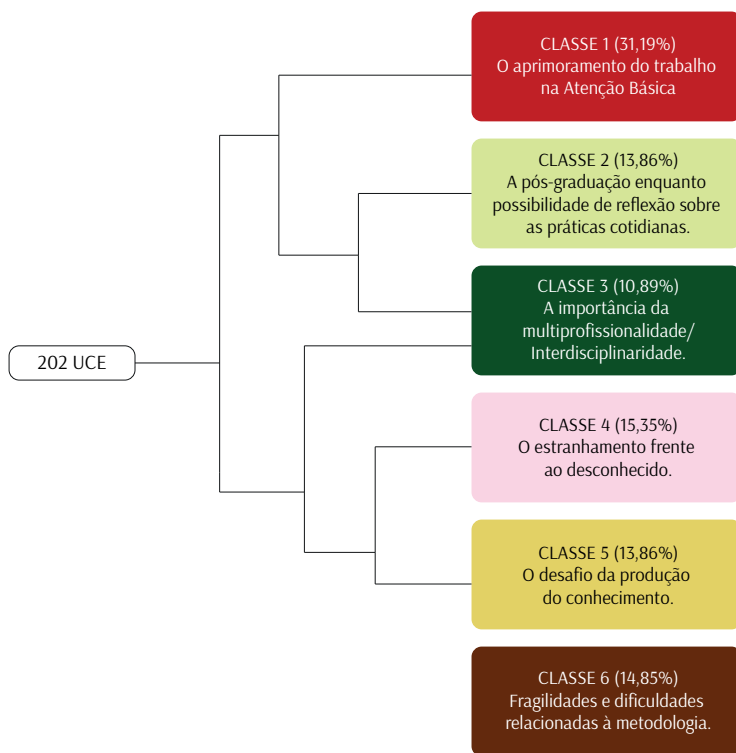 CLASSE 1 (31,19%)
O aprimoramento do trabalho
na Atenção Básica
CLASSE 2 (13,86%)
A pós-graduação enquanto
possibilidade de reflexão sobre
as práticas cotidianas.
CLASSE 3 (10,89%)
A importância da
multiprofissionalidade/
Interdisciplinaridade.
202 UCE
CLASSE 4 (15,35%)
O estranhamento frente
ao desconhecido.
CLASSE 5 (13,86%)
O desafio da produção
do conhecimento.
CLASSE 6 (14,85%)
Fragilidades e dificuldades
relacionadas à metodologia.